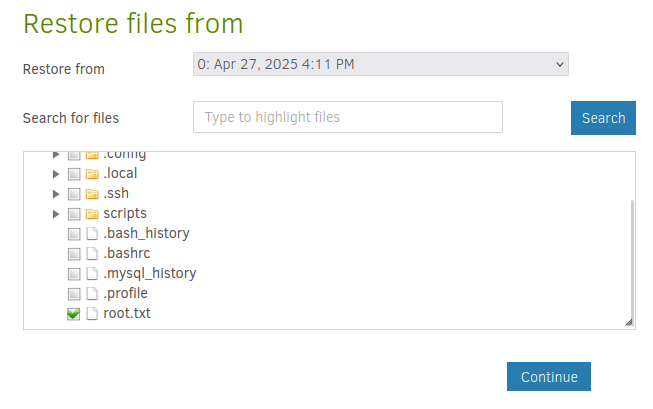 Restore files from
Restore from
0: Apr 27, 2025 4:11 PM
Search for files
Type to highlight files
Search
.config
.local
.ssh
scripts
.bash_history
.bashrc
.mysql_history
.profile
root.txt
Continue